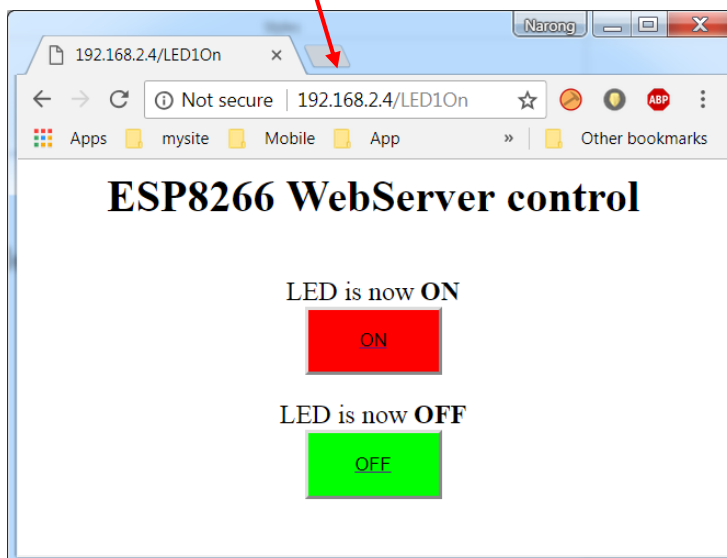 Narong
192.168.2.4/LED1On
Not secure | 192.168.2.4/LED1On
ABP
Apps mysite Mobile App » Other bookmarks
ESP8266 WebServer control
LED is now ON
ON
LED is now OFF
OFF